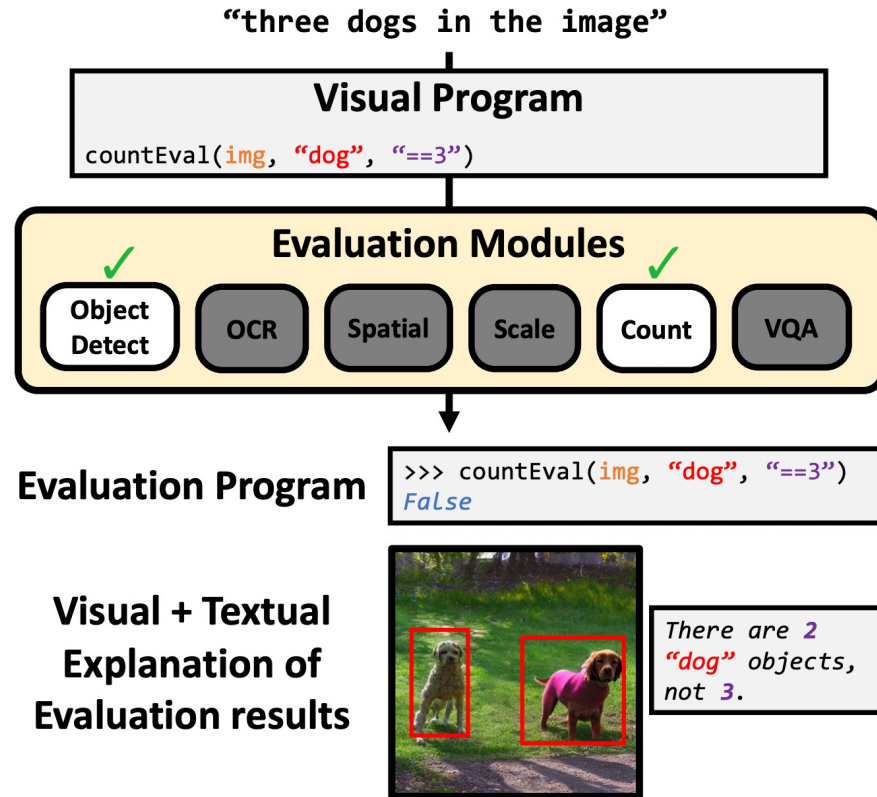 “three dogs in the image”
Visual Program
countEval(img, “dog”, “==3”)
Evaluation Modules
✓ ✓
Object
Detect
OCR
Spatial
Scale
Count
VQA
Evaluation Program
>>> countEval(img, “dog”, “==3”)
False
Visual + Textual
Explanation of
Evaluation results
There are 2
“dog” objects,
not 3.